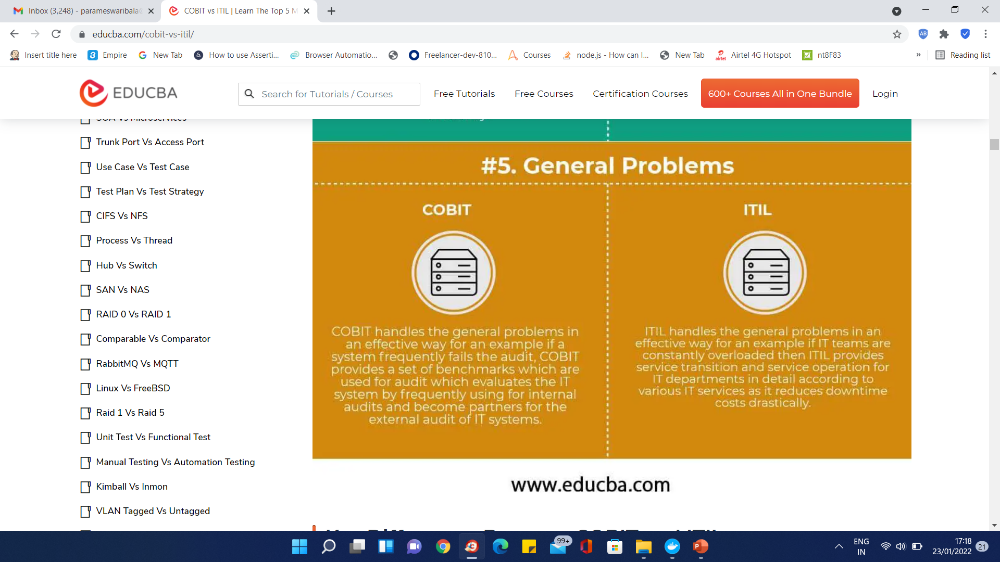 Inbox (3,248) - parameswaribala
COBIT vs ITIL | Learn The Top 5 M
educba.com/cobit-vs-itil/
AB
Insert title here
Empire
New Tab
How to use Asserti...
Browser Automatio...
Freelancer-dev-810...
Courses
node.js - How can I...
New Tab
airtel
Airtel 4G Hotspot
nt8F83
»
Reading list
EDUCBA
Search for Tutorials / Courses
Free Tutorials
Free Courses
Certification Courses
600+ Courses All in One Bundle
Login
SOA Vs Microservices
Trunk Port Vs Access Port
Use Case Vs Test Case
Test Plan Vs Test Strategy
CIFS Vs NFS
Process Vs Thread
Hub Vs Switch
SAN Vs NAS
RAID 0 Vs RAID 1
Comparable Vs Comparator
RabbitMQ Vs MQTT
Linux Vs FreeBSD
Raid 1 Vs Raid 5
Unit Test Vs Functional Test
Manual Testing Vs Automation Testing
Kimball Vs Inmon
VLAN Tagged Vs Untagged
#5. General Problems
COBIT
COBIT handles the general problems in
an effective way for an example if a
system frequently fails the audit, COBIT
provides a set of benchmarks which are
used for audit which evaluates the IT
system by frequently using for internal
audits and become partners for the
external audit of IT systems.
ITIL
ITIL handles the general problems in an
effective way for an example if IT teams are
constantly overloaded then ITIL provides
service transition and service operation for
IT departments in detail according to
various IT services as it reduces downtime
costs drastically.
www.educba.com
99+
ENG
IN
17:18
23/01/2022
21